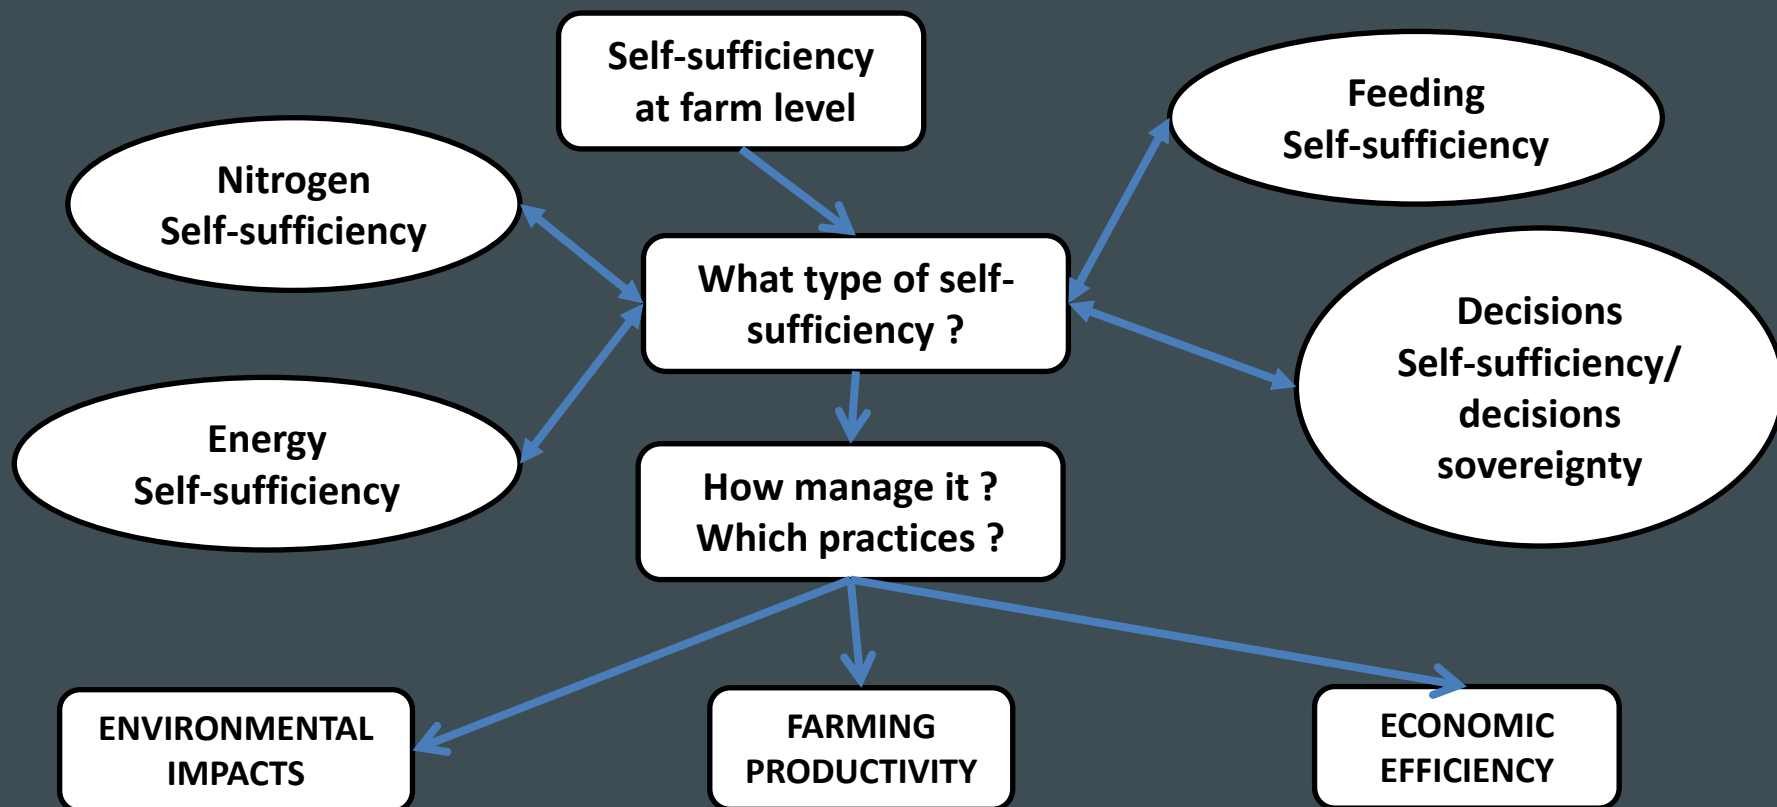 Self-sufficiency
at farm level
Feeding
Self-sufficiency
Nitrogen
Self-sufficiency
What type of self-
sufficiency ?
Decisions
Self-sufficiency/
decisions
sovereignty
Energy
Self-sufficiency
How manage it ?
Which practices ?
ENVIRONMENTAL
IMPACTS
FARMING
PRODUCTIVITY
ECONOMIC
EFFICIENCY